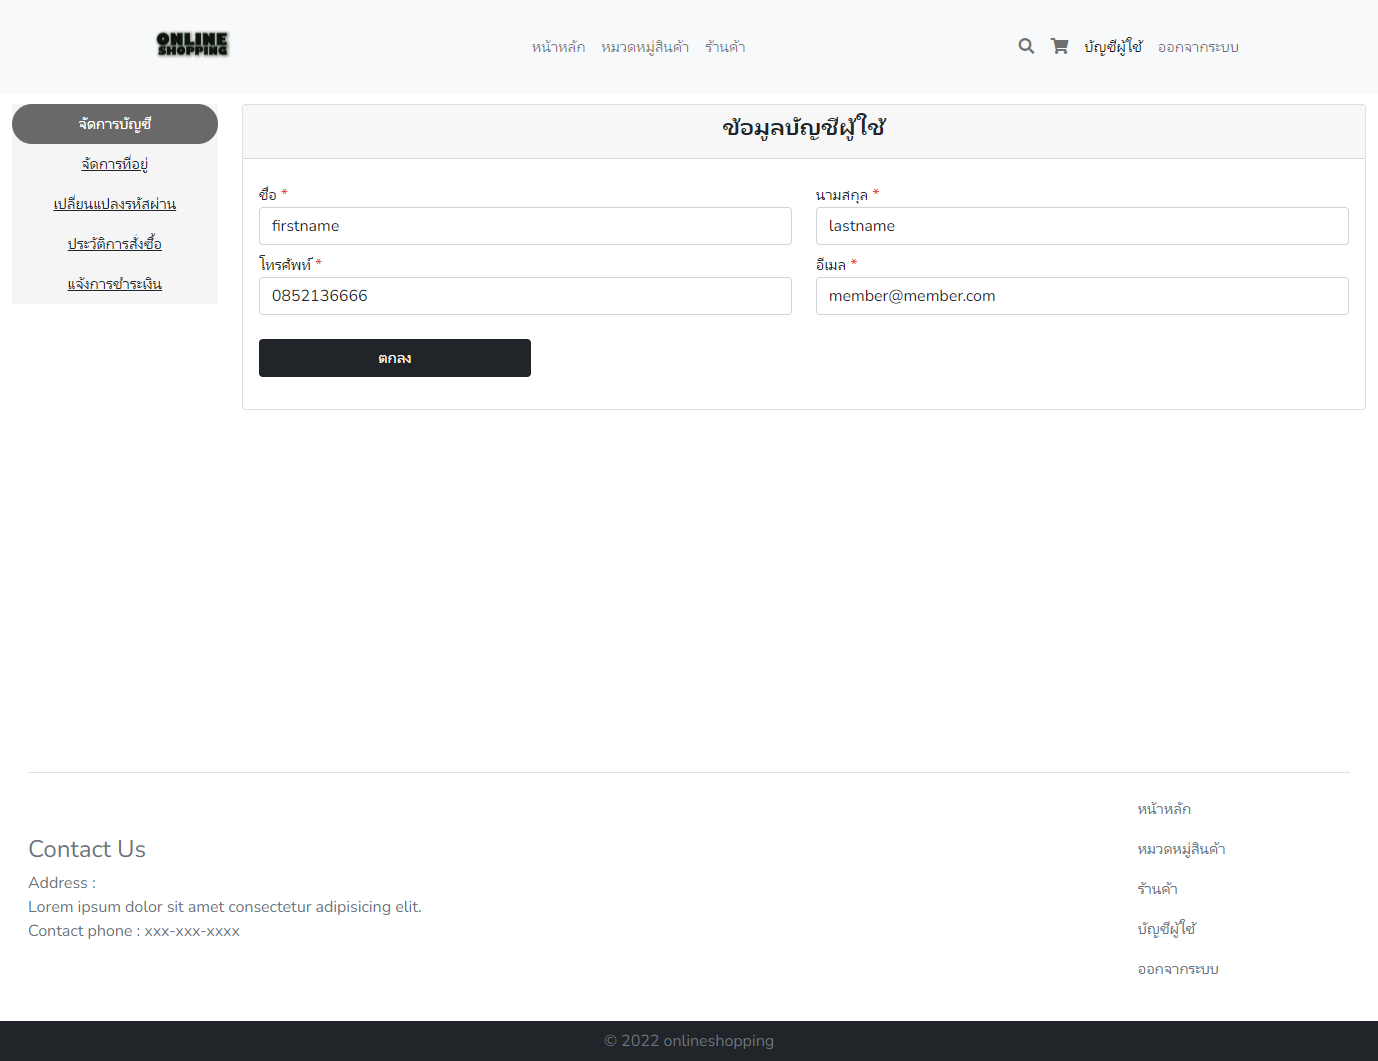 ONLINE
SHOPPING
หน้าหลัก หมวดหมู่สินค้า ร้านค้า
บัญชีผู้ใช้ ออกจากระบบ
จัดการบัญชี
จัดการที่อยู่
เปลี่ยนแปลงรหัสผ่าน
ประวัติการสั่งซื้อ
แจ้งการชำระเงิน
ข้อมูลบัญชีผู้ใช้
ชื่อ *
นามสกุล *
firstname
lastname
โทรศัพท์ *
อีเมล *
0852136666
member@member.com
ตกลง
Contact Us
Address :
Lorem ipsum dolor sit amet consectetur adipisicing elit.
Contact phone : xxx-xxx-xxxx
หน้าหลัก
หมวดหมู่สินค้า
ร้านค้า
บัญชีผู้ใช้
ออกจากระบบ
© 2022 onlineshopping